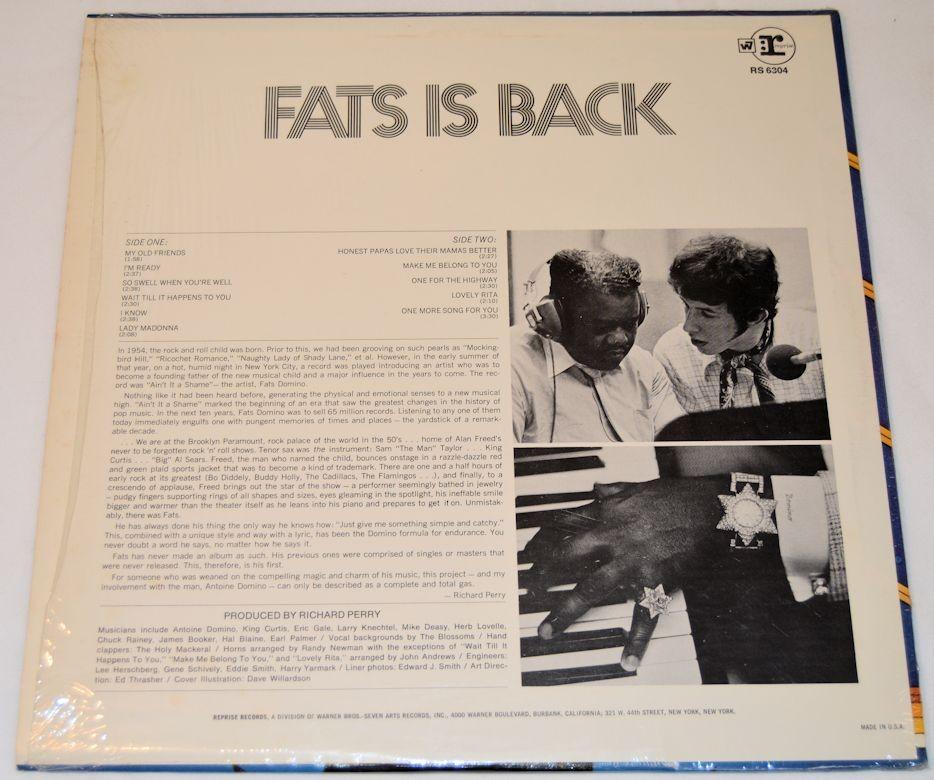 W7 r reprise
RS 6304
FATS IS BACK
SIDE ONE:
MY OLD FRIENDS
(1:58)
I'M READY
(2:37)
SO SWELL WHEN YOU'RE WELL
(2:38)
WAIT TILL IT HAPPENS TO YOU
(2:30)
I KNOW
(2:38)
LADY MADONNA
(2:08)
SIDE TWO:
HONEST PAPAS LOVE THEIR MAMAS BETTER
(2:27)
MAKE ME BELONG TO YOU
(2:05)
ONE FOR THE HIGHWAY
(2:30)
LOVELY RITA
(2:10)
ONE MORE SONG FOR YOU
(3:30)
In 1954, the rock and roll child was born. Prior to this, we had been grooving on such pearls as "Mocking-
bird Hill," "Ricochet Romance," "Naughty Lady of Shady Lane," et al. However, in the early summer of
that year, on a hot, humid night in New York City, a record was played introducing an artist who was to
become a founding father of the new musical child and a major influence in the years to come. The rec-
ord was "Ain't It a Shame"— the artist, Fats Domino.
Nothing like it had been heard before, generating the physical and emotional senses to a new musical
high. "Ain't It a Shame" marked the beginning of an era that saw the greatest changes in the history of
pop music. In the next ten years, Fats Domino was to sell 65 million records. Listening to any one of them
today immediately engulfs one with pungent memories of times and places — the yardstick of a remark-
able decade.
. . . We are at the Brooklyn Paramount, rock palace of the world in the 50's . . . home of Alan Freed's
never to be forgotten rock 'n' roll shows. Tenor sax was the instrument: Sam "The Man" Taylor . . . King
Curtis . . . "Big" Al Sears. Freed, the man who named the child, bounces onstage in a razzle-dazzle red
and green plaid sports jacket that was to become a kind of trademark. There are one and a half hours of
early rock at its greatest (Bo Diddely, Buddy Holly, The Cadillacs, The Flamingos . . .), and finally, to a
crescendo of applause, Freed brings out the star of the show — a performer seemingly bathed in jewelry
— pudgy fingers supporting rings of all shapes and sizes, eyes gleaming in the spotlight, his ineffable smile
bigger and warmer than the theater itself as he leans into his piano and prepares to get it on. Unmistak-
ably, there was Fats.
He has always done his thing the only way he knows how: "Just give me something simple and catchy."
This, combined with a unique style and way with a lyric, has been the Domino formula for endurance. You
never doubt a word he says, no matter how he says it.
Fats has never made an album as such. His previous ones were comprised of singles or masters that
were never released. This, therefore, is his first.
For someone who was weaned on the compelling magic and charm of his music, this project — and my
involvement with the man, Antoine Domino — can only be described as a complete and total gas.
— Richard Perry
PRODUCED BY RICHARD PERRY
Musicians include Antoine Domino, King Curtis, Eric Gale, Larry Knechtel, Mike Deasy, Herb Lovelle,
Chuck Rainey, James Booker, Hal Blaine, Earl Palmer / Vocal backgrounds by The Blossoms / Hand
clappers: The Holy Mackeral / Horns arranged by Randy Newman with the exceptions of "Wait Till It
Happens To You," "Make Me Belong To You," and "Lovely Rita," arranged by John Andrews / Engineers:
Lee Herschberg, Gene Schively, Eddie Smith, Harry Yarmark / Liner photos: Edward J. Smith / Art Direc-
tion: Ed Thrasher / Cover Illustration: Dave Willardson
REPRISE RECORDS, A DIVISION OF WARNER BROS.-SEVEN ARTS RECORDS, INC., 4000 WARNER BOULEVARD, BURBANK, CALIFORNIA; 321 W. 44th STREET, NEW YORK, NEW YORK.
MADE IN U.S.A.